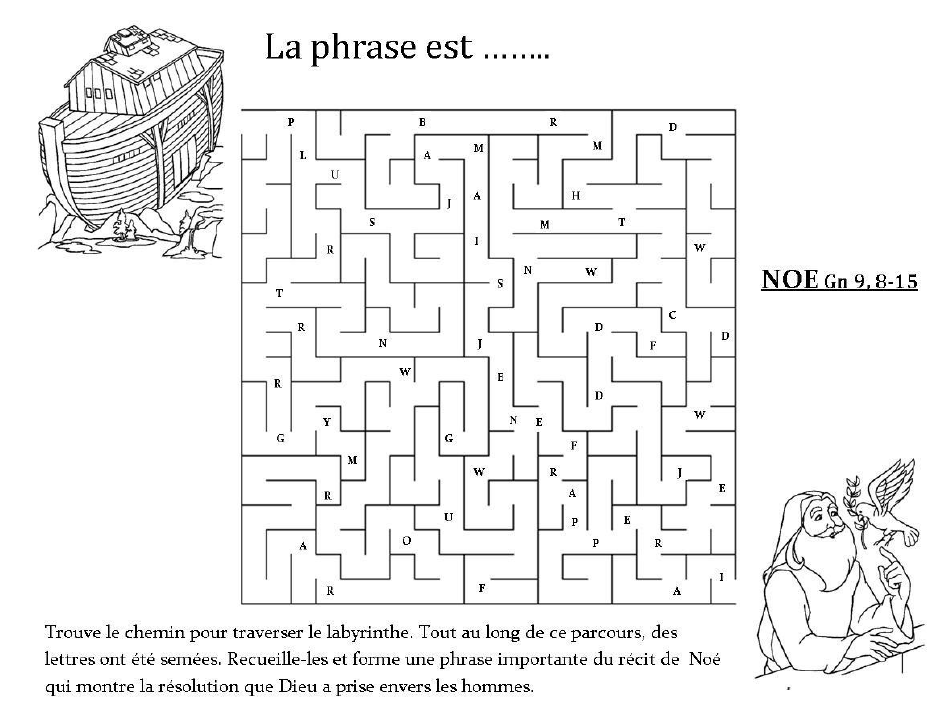 La phrase est ……..
P B R D
L A M M
U
J A H
S M T
R I W
N W
T S
R J D C D
N F
W
R E D
Y N E W
G G F
M W R J
R A E
U P E
A O P R
R F A I
NOE Gn 9, 8-15
Trouve le chemin pour traverser le labyrinthe. Tout au long de ce parcours, des
lettres ont été semées. Recueille-les et forme une phrase importante du récit de Noé
qui montre la résolution que Dieu a prise envers les hommes.